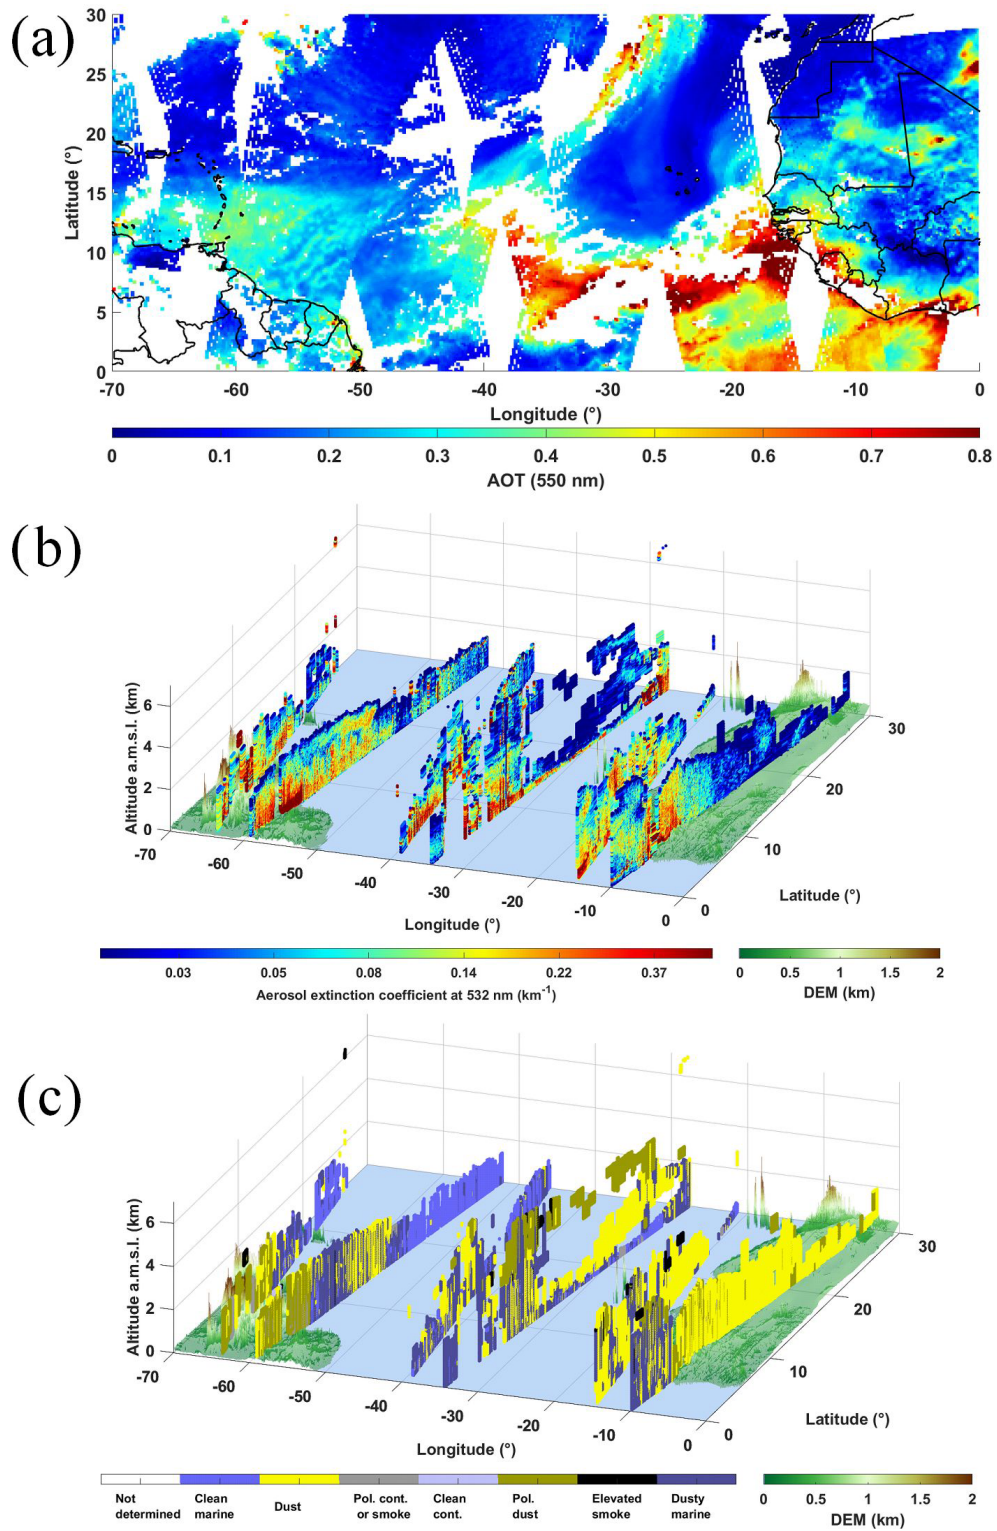 (a)
30
25
20
15
10
5
0
Latitude (°)
-70 -60 -50 -40 -30 -20 -10 0
Longitude (°)
0 0.1 0.2 0.3 0.4 0.5 0.6 0.7 0.8
AOT (550 nm)
(b)
Altitude a.m.s.l. (km)
6
4
2
0
-70 -60 -50 -40 -30 -20 -10 0
Longitude (°)
0 10 20 30
Latitude (°)
0.03 0.05 0.08 0.14 0.22 0.37
Aerosol extinction coefficient at 532 nm (km-1)
0 0.5 1 1.5 2
DEM (km)
(c)
Altitude a.m.s.l. (km)
6
4
2
0
-70 -60 -50 -40 -30 -20 -10 0
Longitude (°)
0 10 20 30
Latitude (°)
Not determined
Clean marine
Dust
Pol. cont. or smoke
Clean cont.
Pol. dust
Elevated smoke
Dusty marine
0 0.5 1 1.5 2
DEM (km)